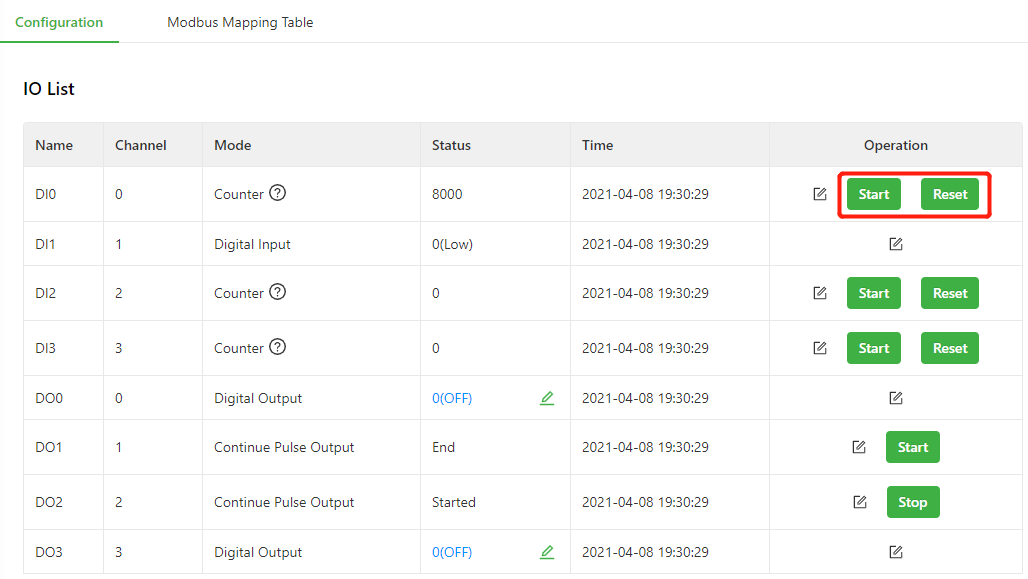 Configuration Modbus Mapping Table
IO List
Name Channel Mode Status Time Operation
DI0 0 Counter ? 8000 2021-04-08 19:30:29 Start Reset
DI1 1 Digital Input 0(Low) 2021-04-08 19:30:29
DI2 2 Counter ? 0 2021-04-08 19:30:29 Start Reset
DI3 3 Counter ? 0 2021-04-08 19:30:29 Start Reset
DO0 0 Digital Output 0(OFF) 2021-04-08 19:30:29
DO1 1 Continue Pulse Output End 2021-04-08 19:30:29 Start
DO2 2 Continue Pulse Output Started 2021-04-08 19:30:29 Stop
DO3 3 Digital Output 0(OFF) 2021-04-08 19:30:29